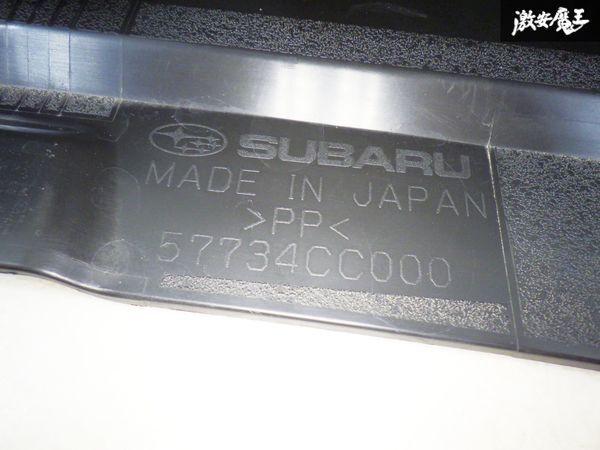 激安魔王
SUBARU
MADE IN JAPAN
>PP<
57734CC000